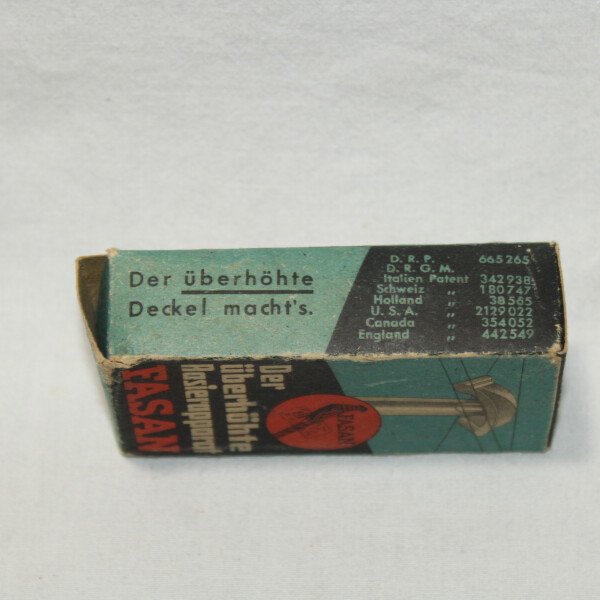 Der überhöhte
Deckel macht's.
D. R. P. 665265
D. R. G. M.
Italien Patent 342938
Schweiz „ 180747
Holland „ 38565
U. S. A. „ 2129022
Canada „ 354052
England „ 442549
Der
überhöhte
Rasierapparat
FASAN
FASAN